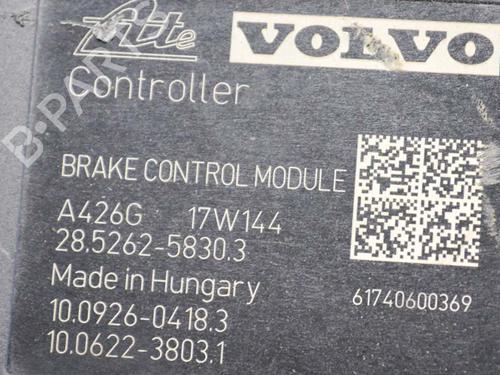 Ate VOLVO
Controller
B-PARTS
BRAKE CONTROL MODULE
A426G 17W144
28.5262-5830.3
Made in Hungary
61740600369
10.0926-0418.3
10.0622-3803.1